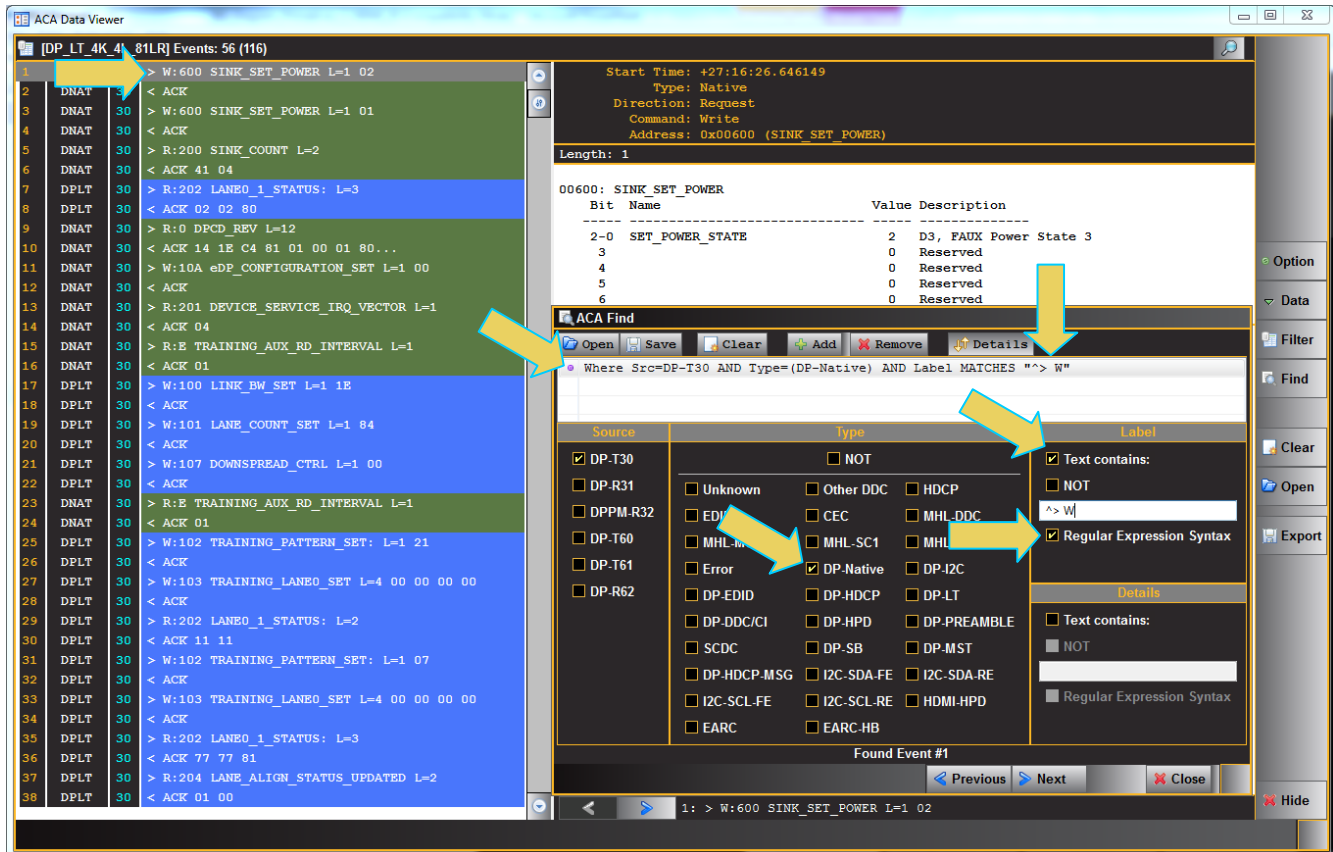 ACA Data Viewer
[DP_LT_4K_4L_81LR] Events: 56 (116)
1 > W:600 SINK_SET_POWER L=1 02
2 DNAT 3 < ACK
3 DNAT 30 > W:600 SINK_SET_POWER L=1 01
4 DNAT 30 < ACK
5 DNAT 30 > R:200 SINK_COUNT L=2
6 DNAT 30 < ACK 41 04
7 DPLT 30 > R:202 LANE0_1_STATUS: L=3
8 DPLT 30 < ACK 02 02 80
9 DNAT 30 > R:0 DPCD_REV L=12
10 DNAT 30 < ACK 14 1E C4 81 01 00 01 80...
11 DNAT 30 > W:10A eDP_CONFIGURATION_SET L=1 00
12 DNAT 30 < ACK
13 DNAT 30 > R:201 DEVICE_SERVICE_IRQ_VECTOR L=1
14 DNAT 30 < ACK 04
15 DNAT 30 > R:E TRAINING_AUX_RD_INTERVAL L=1
16 DNAT 30 < ACK 01
17 DPLT 30 > W:100 LINK_BW_SET L=1 1E
18 DPLT 30 < ACK
19 DPLT 30 > W:101 LANE_COUNT_SET L=1 84
20 DPLT 30 < ACK
21 DPLT 30 > W:107 DOWNSPREAD_CTRL L=1 00
22 DPLT 30 < ACK
23 DNAT 30 > R:E TRAINING_AUX_RD_INTERVAL L=1
24 DNAT 30 < ACK 01
25 DPLT 30 > W:102 TRAINING_PATTERN_SET: L=1 21
26 DPLT 30 < ACK
27 DPLT 30 > W:103 TRAINING_LANE0_SET L=4 00 00 00 00
28 DPLT 30 < ACK
29 DPLT 30 > R:202 LANE0_1_STATUS: L=2
30 DPLT 30 < ACK 11 11
31 DPLT 30 > W:102 TRAINING_PATTERN_SET: L=1 07
32 DPLT 30 < ACK
33 DPLT 30 > W:103 TRAINING_LANE0_SET L=4 00 00 00 00
34 DPLT 30 < ACK
35 DPLT 30 > R:202 LANE0_1_STATUS: L=3
36 DPLT 30 < ACK 77 77 81
37 DPLT 30 > R:204 LANE_ALIGN_STATUS_UPDATED L=2
38 DPLT 30 < ACK 01 00
Start Time: +27:16:26.646149
Type: Native
Direction: Request
Command: Write
Address: 0x00600 (SINK_SET_POWER)
Length: 1
00600: SINK_SET_POWER
Bit Name Value Description
----- ------------------------------ ----- --------------
2-0 SET_POWER_STATE 2 D3, FAUX Power State 3
3 0 Reserved
4 0 Reserved
5 0 Reserved
6 0 Reserved
ACA Find
Open Save Clear Add Remove Details
Where Src=DP-T30 AND Type=(DP-Native) AND Label MATCHES "^> W"
Source Type Label
DP-T30 NOT Text contains:
DP-R31 Unknown Other DDC HDCP NOT
DPPM-R32 CEC MHL-DDC ^> W
DP-T60 MHL-SC1 Regular Expression Syntax
DP-T61 Error DP-Native DP-I2C
DP-R62 DP-EDID DP-HDCP DP-LT Details
DP-DDC/CI DP-HPD DP-PREAMBLE Text contains:
SCDC DP-SB DP-MST NOT
DP-HDCP-MSG I2C-SDA-FE I2C-SDA-RE
I2C-SCL-FE I2C-SCL-RE HDMI-HPD Regular Expression Syntax
EARC EARC-HB
Found Event #1
Previous Next Close
1: > W:600 SINK_SET_POWER L=1 02
Option
Data
Filter
Find
Clear
Open
Export
Hide